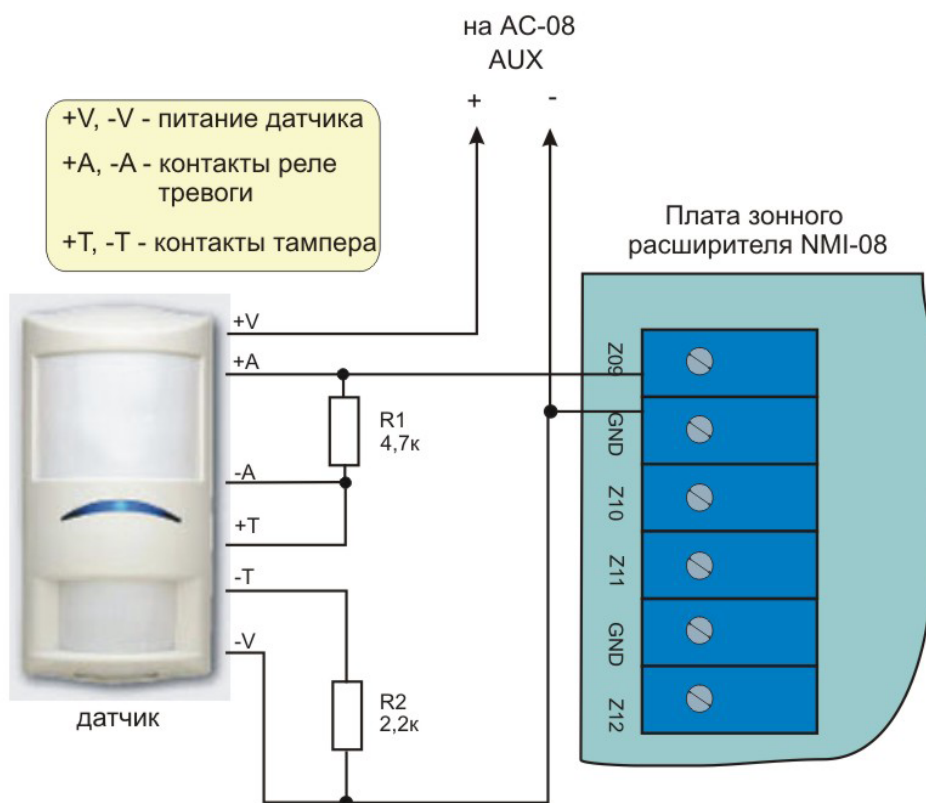 на АС-08
AUX
+ -
+V, -V - питание датчика
+A, -A - контакты реле
тревоги
+T, -T - контакты тампера
Плата зонного
расширителя NMI-08
+V
+A
R1
4,7к
-A
+T
-T
-V
R2
2,2к
датчик
Z09
GND
Z10
Z11
GND
Z12